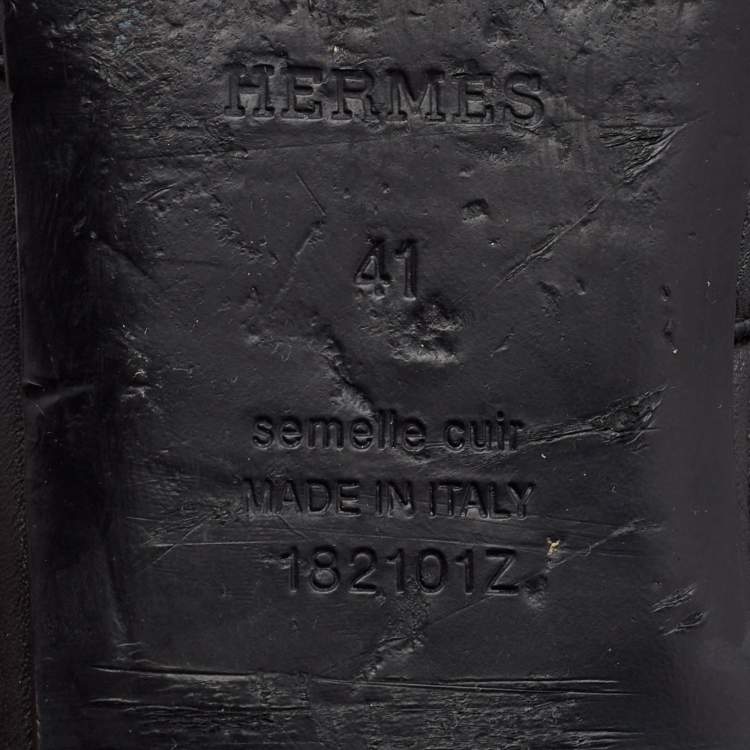 HERMES
41
semelle cuir
MADE IN ITALY
182101Z